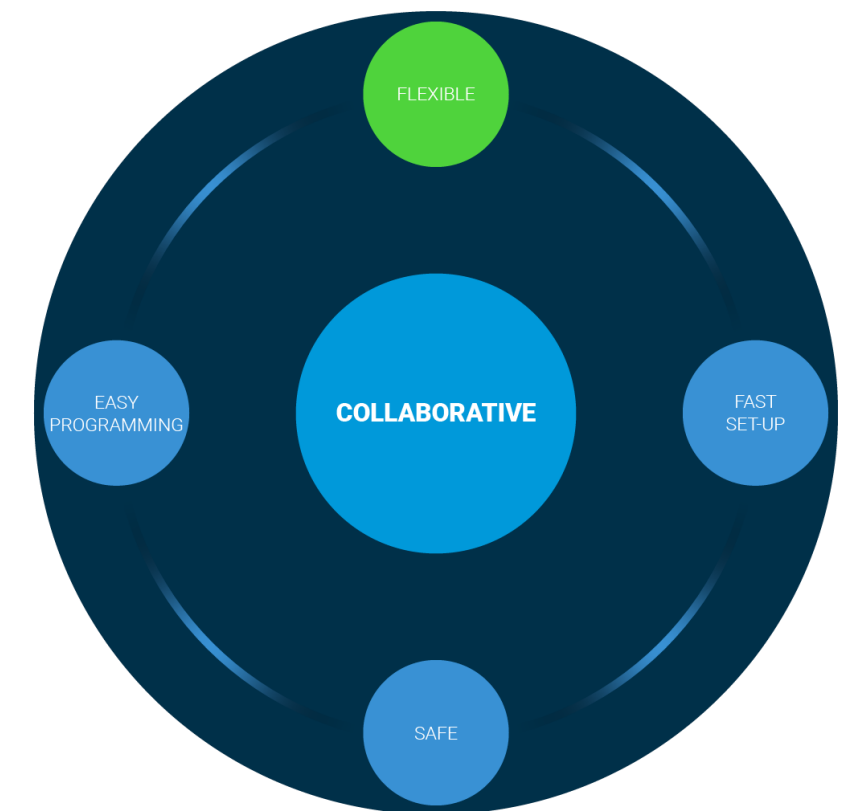 FLEXIBLE
EASY
PROGRAMMING
COLLABORATIVE
FAST
SET-UP
SAFE